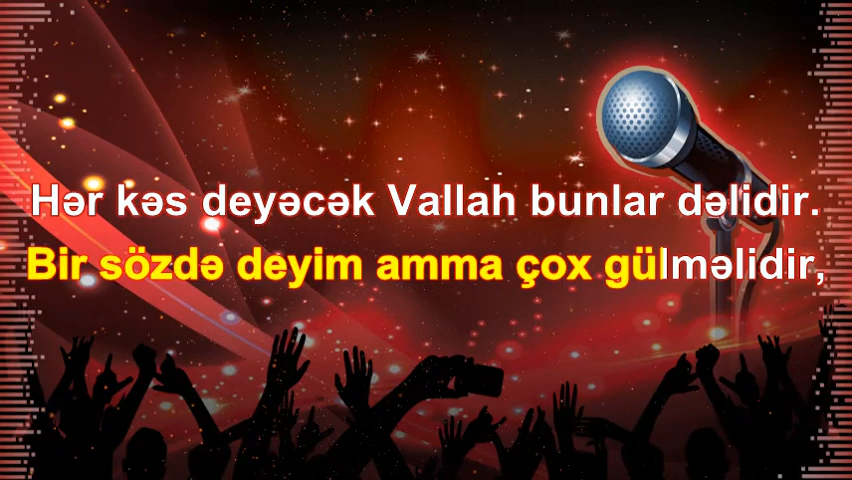 Hər kəs deyəcək Vallah bunlar dəlidir.
Bir sözdə deyim amma çox gülməlidir,